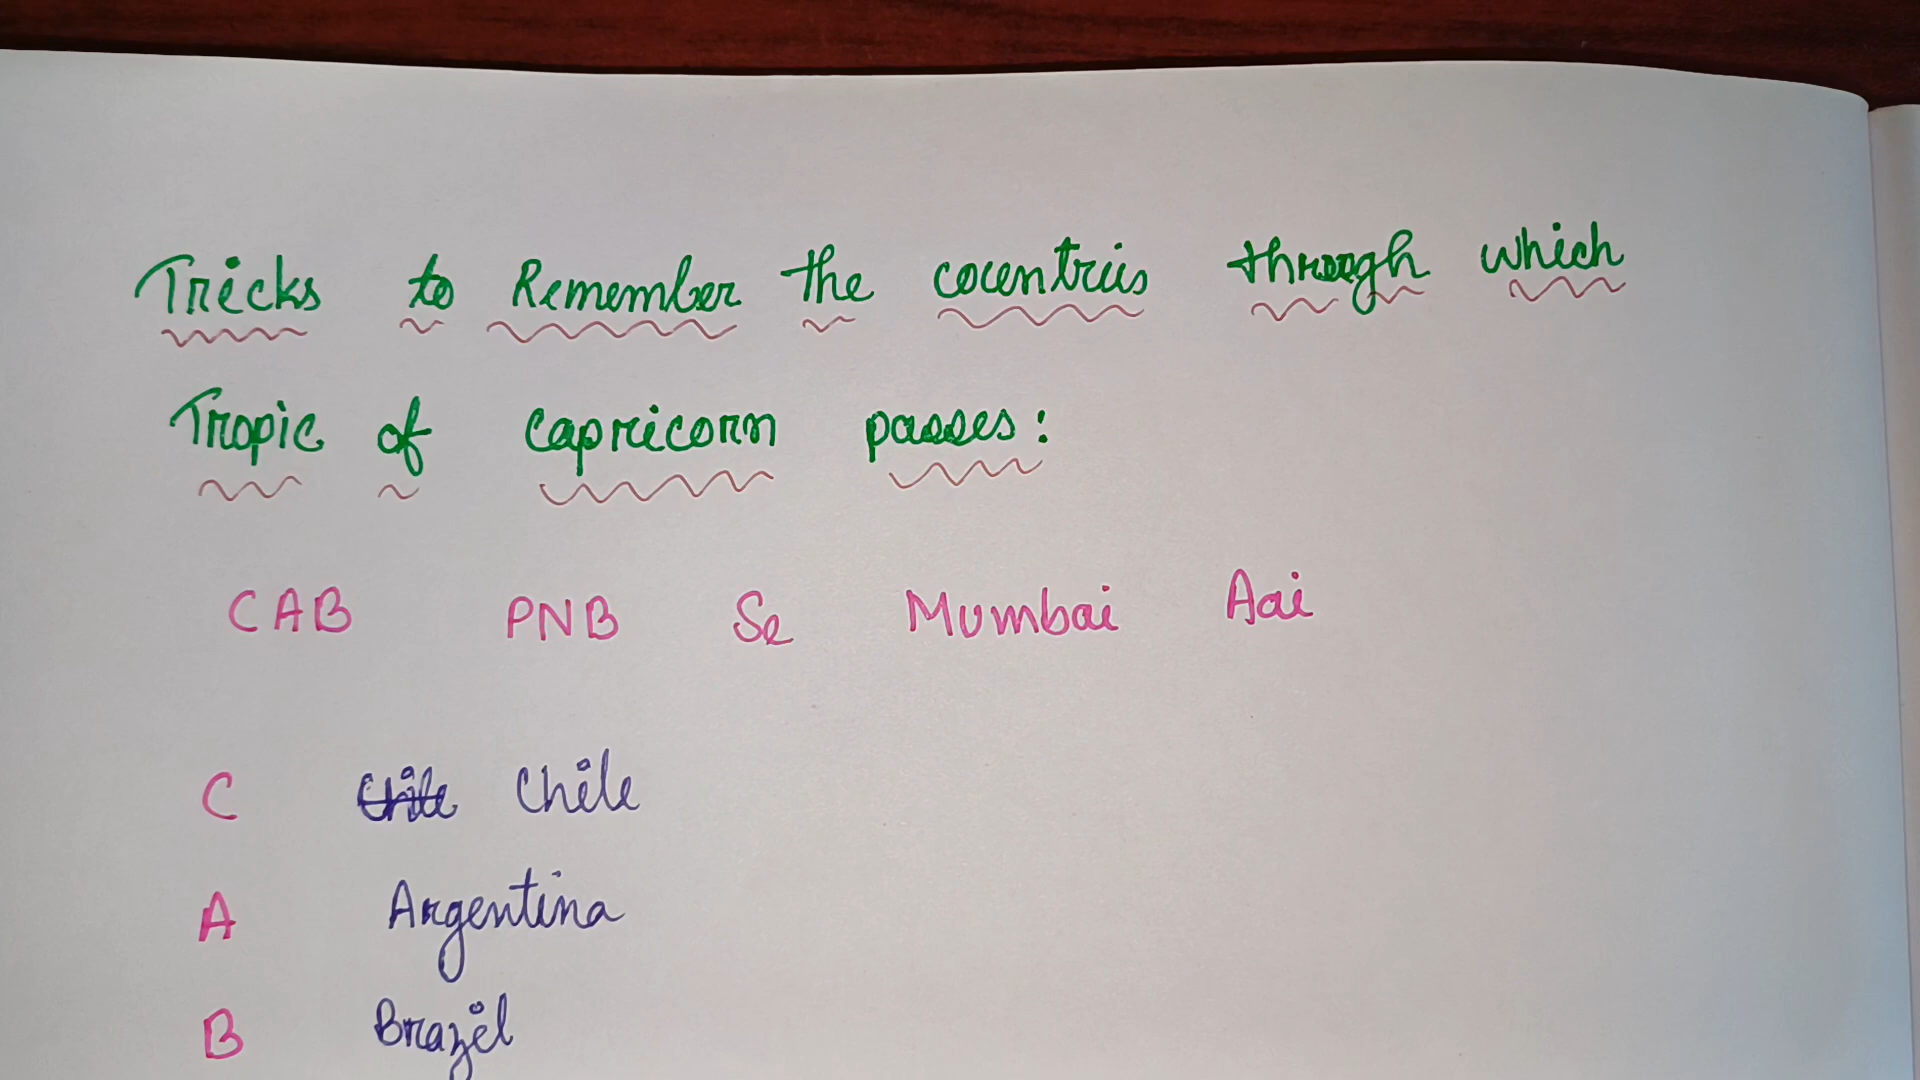 Tricks to Remember the countries through which
Tropic of Capricorn passes:
CAB PNB Se Mumbai Aai
C Chile Chile
A Argentina
B Brazil